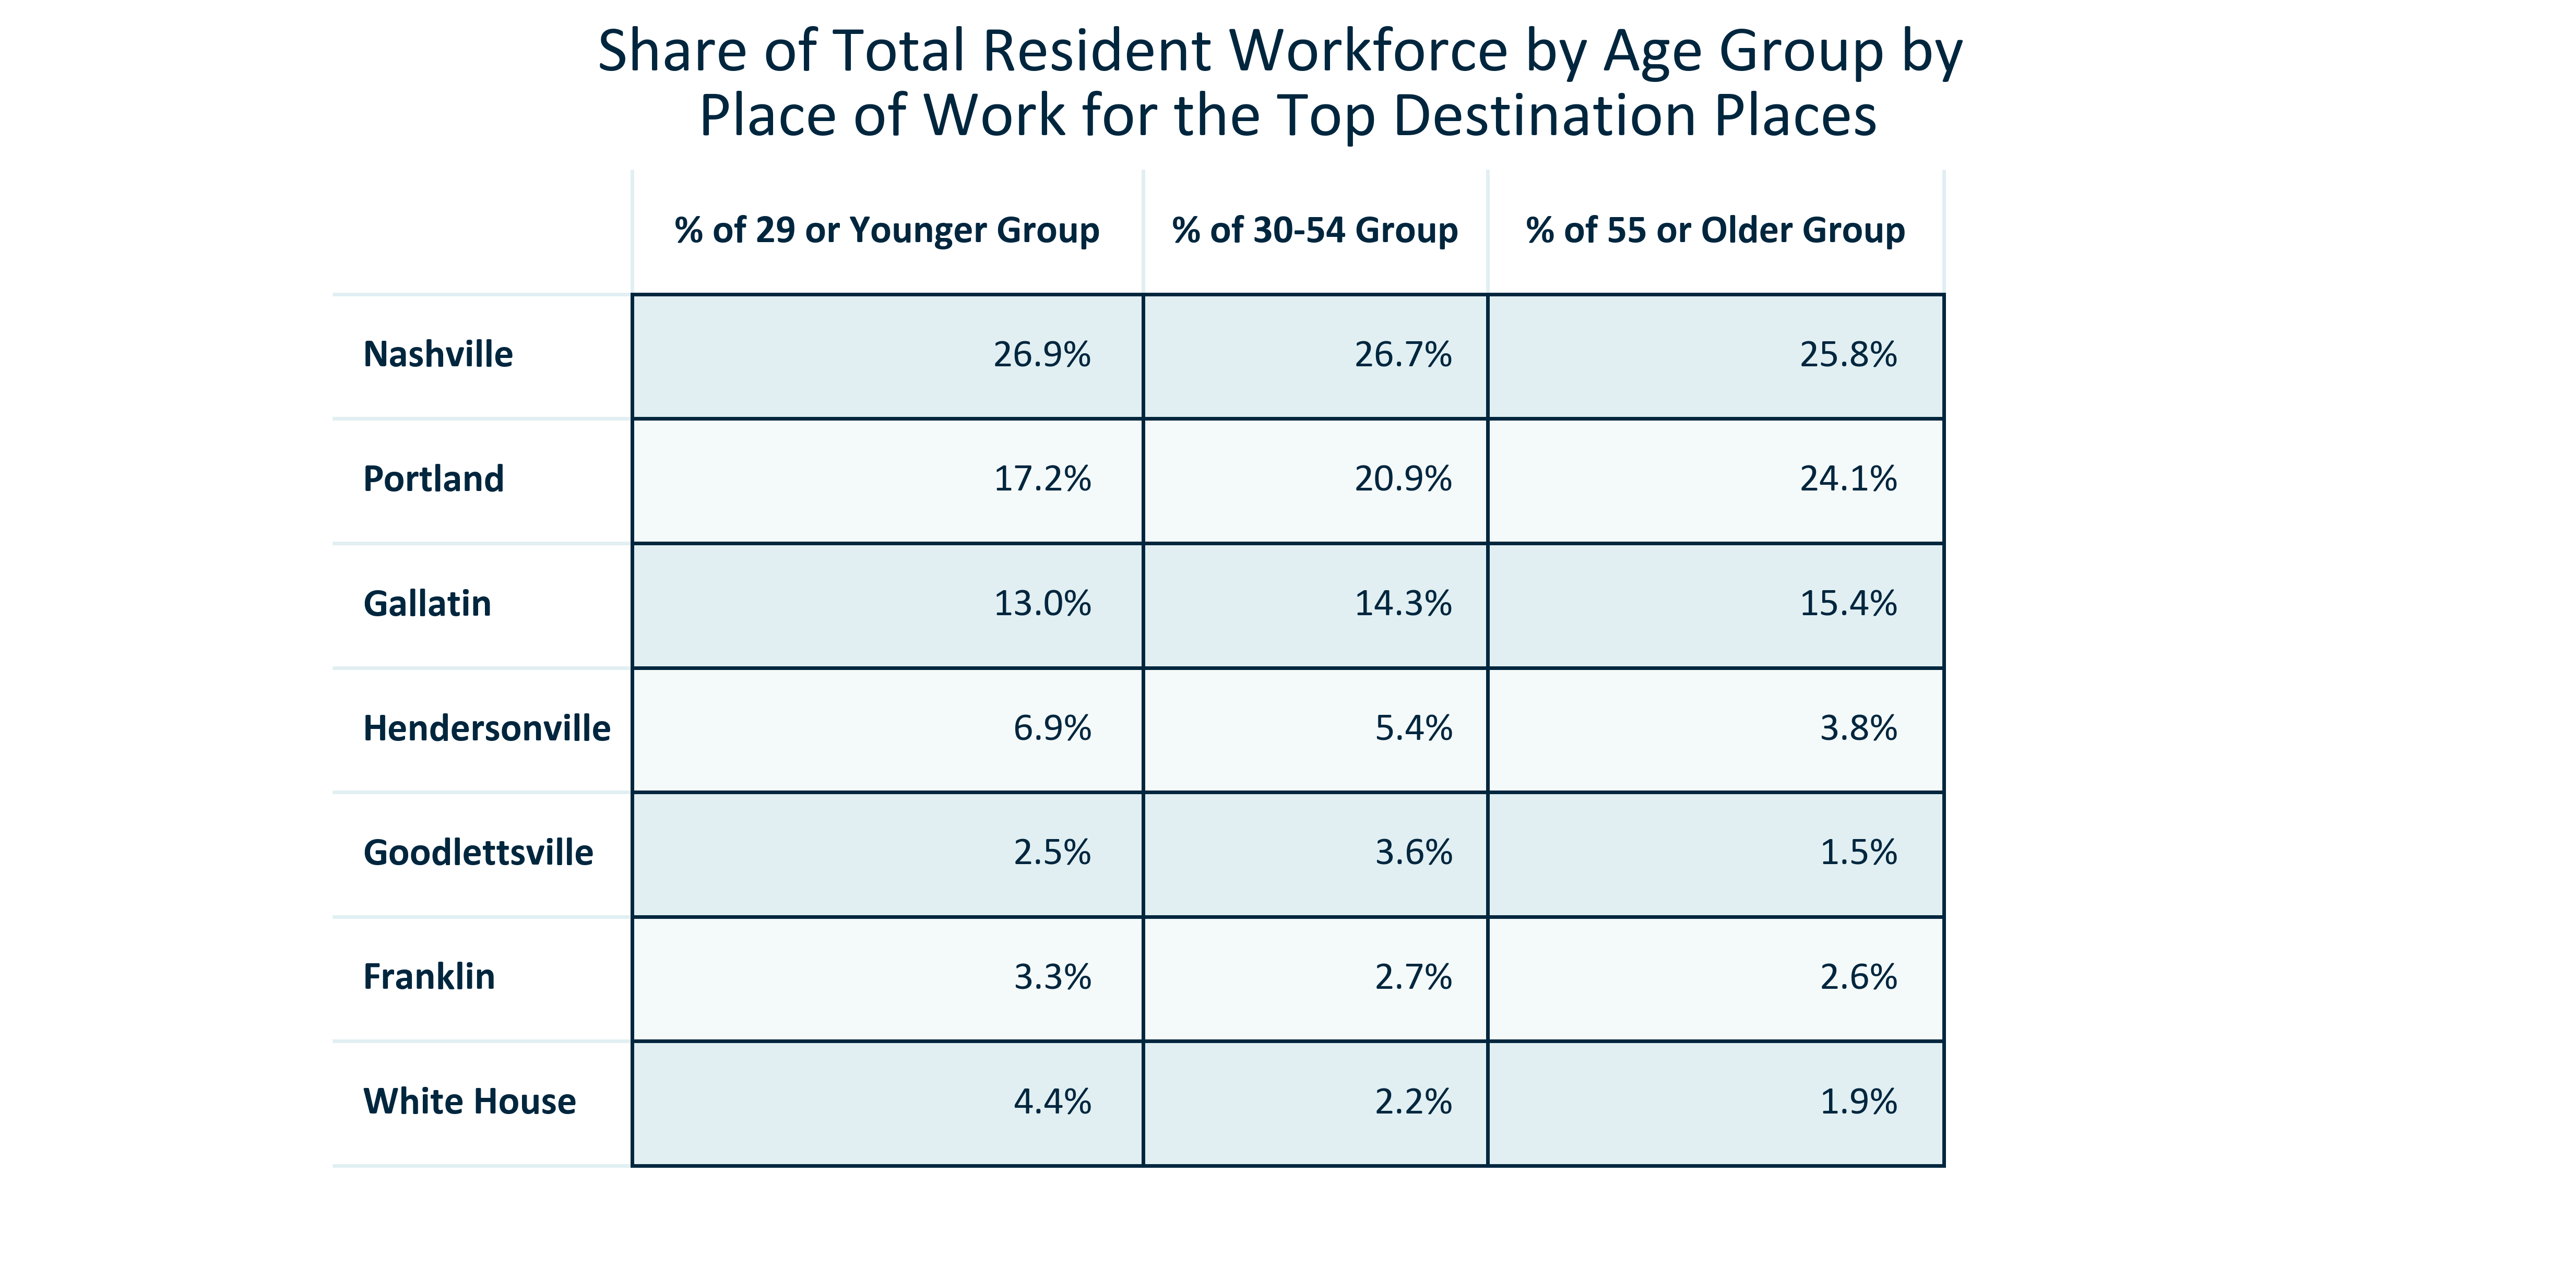 Share of Total Resident Workforce by Age Group by
Place of Work for the Top Destination Places
% of 29 or Younger Group % of 30-54 Group % of 55 or Older Group
Nashville 26.9% 26.7% 25.8%
Portland 17.2% 20.9% 24.1%
Gallatin 13.0% 14.3% 15.4%
Hendersonville 6.9% 5.4% 3.8%
Goodlettsville 2.5% 3.6% 1.5%
Franklin 3.3% 2.7% 2.6%
White House 4.4% 2.2% 1.9%